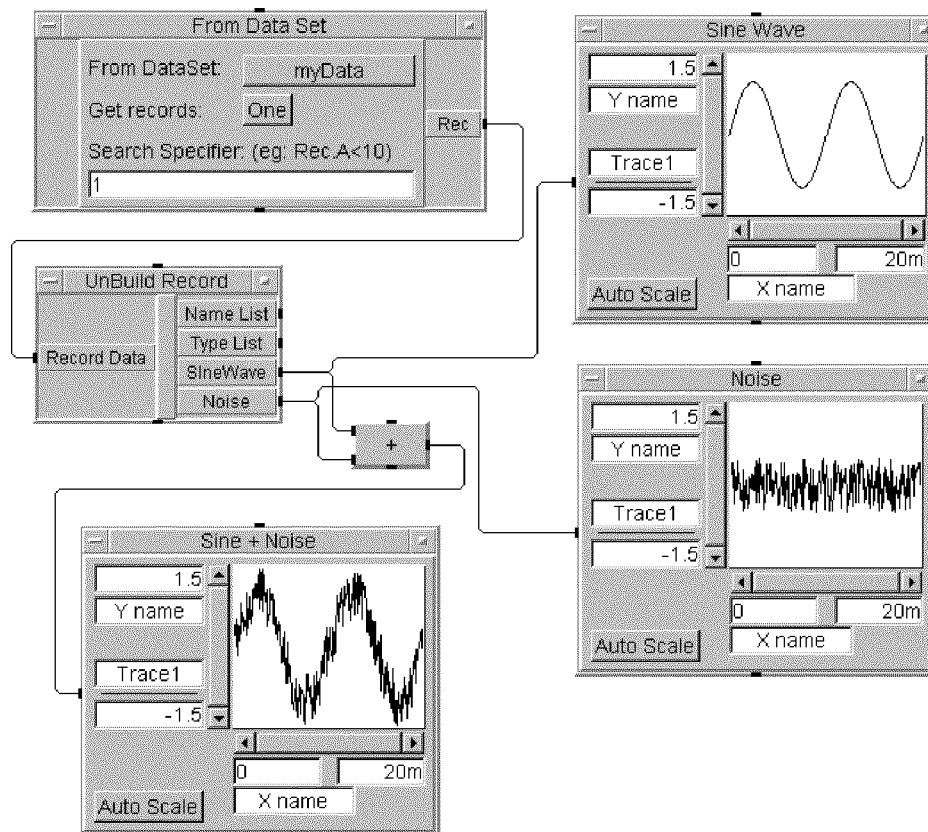 From Data Set
From DataSet: myData
Get records: One
Rec
Search Specifier: (eg: Rec.A<10)
1
Sine Wave
1.5
Y name
Trace1
-1.5
0 20m
Auto Scale X name
UnBuild Record
Name List
Type List
Record Data
SineWave
Noise
+
Noise
1.5
Y name
Trace1
-1.5
0 20m
Auto Scale X name
Sine + Noise
1.5
Y name
Trace1
-1.5
0 20m
Auto Scale X name